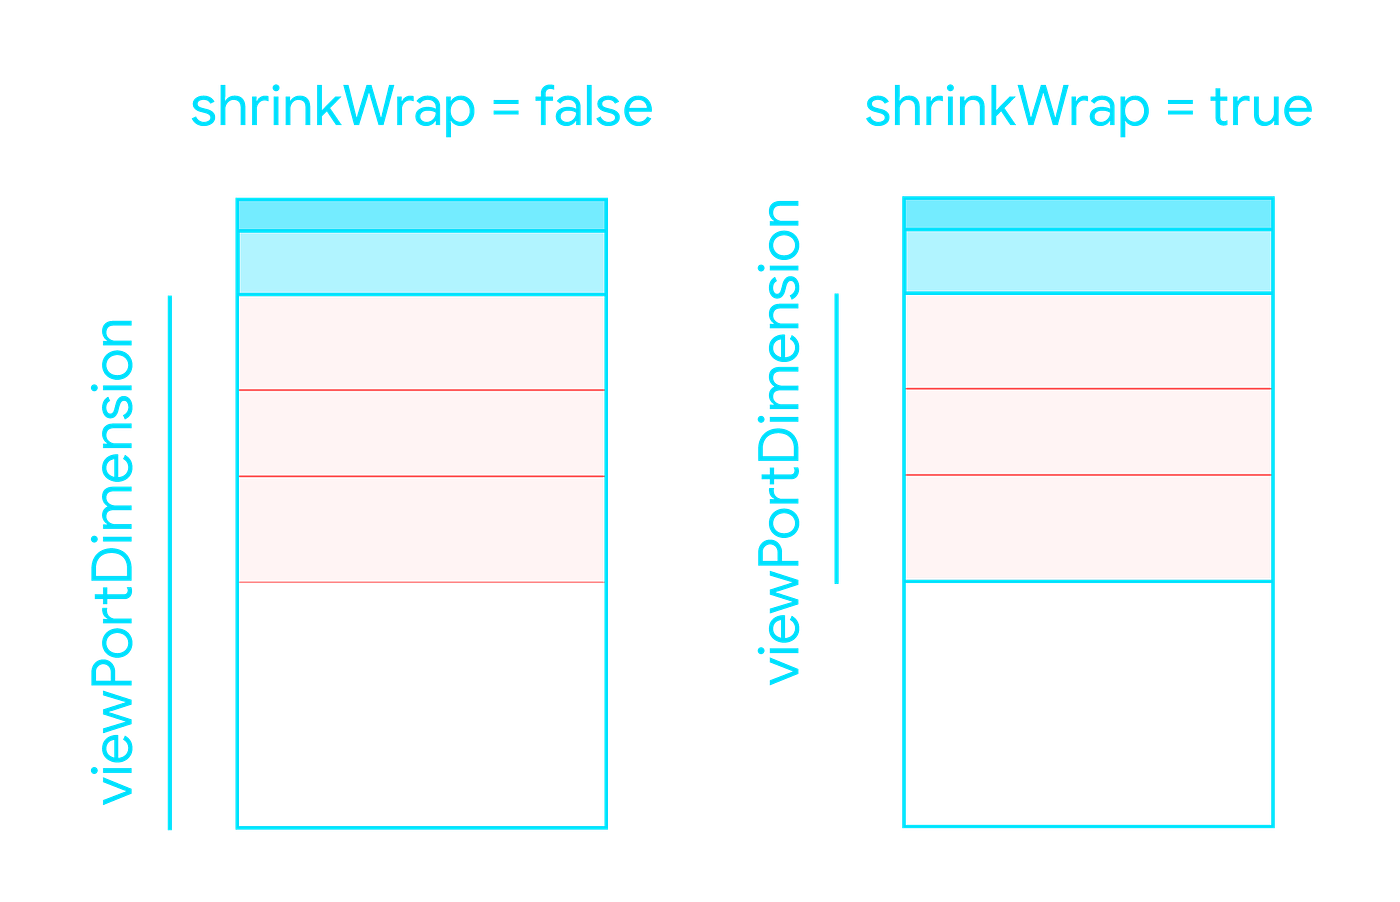 shrinkWrap = false
shrinkWrap = true
viewPortDimension
viewPortDimension